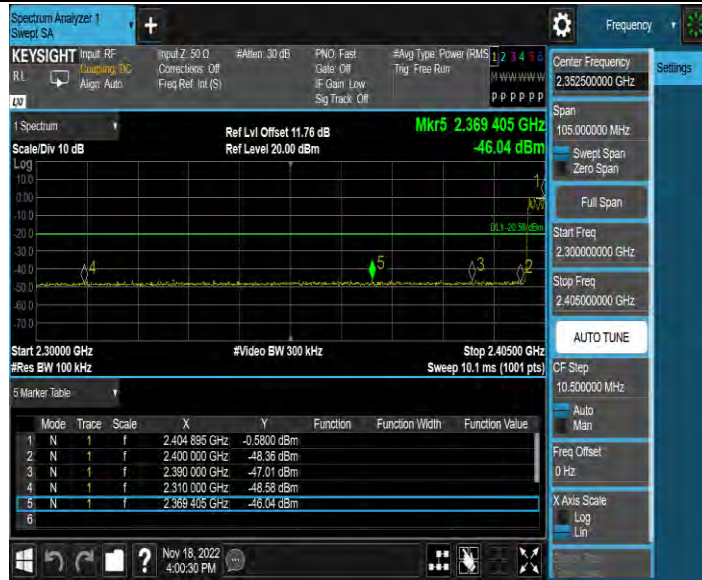 Spectrum Analyzer 1
Swept SA
+
Frequency
KEYSIGHT
RL
Input: RF
Coupling: DC
Align: Auto
Input Z: 50 Ω
Corrections: Off
Freq Ref: Int (S)
#Atten: 30 dB
PNO: Fast
Gate: Off
IF Gain: Low
Sig Track: Off
#Avg Type: Power (RMS
Trig: Free Run
1 2 3 4 5 6
M W W W W W
P P P P P P
LXI
1 Spectrum
Scale/Div 10 dB
Ref Lvl Offset 11.76 dB
Ref Level 20.00 dBm
Mkr5 2.369 405 GHz
-46.04 dBm
Log
10.0
0.00
-10.0
-20.0
-30.0
-40.0
-50.0
-60.0
-70.0
1
DL1 -20.58 dBm
4
5
3
2
Start 2.30000 GHz
#Video BW 300 kHz
Stop 2.40500 GHz
#Res BW 100 kHz
Sweep 10.1 ms (1001 pts)
5 Marker Table
Mode Trace Scale X Y Function Function Width Function Value
1 N 1 f 2.404 895 GHz -0.5800 dBm
2 N 1 f 2.400 000 GHz -48.36 dBm
3 N 1 f 2.390 000 GHz -47.01 dBm
4 N 1 f 2.310 000 GHz -48.58 dBm
5 N 1 f 2.369 405 GHz -46.04 dBm
6
Nov 18, 2022
4:00:30 PM
?
Center Frequency
2.352500000 GHz
Settings
Span
105.000000 MHz
Swept Span
Zero Span
Full Span
Start Freq
2.300000000 GHz
Stop Freq
2.405000000 GHz
AUTO TUNE
CF Step
10.500000 MHz
Auto
Man
Freq Offset
0 Hz
X Axis Scale
Log
Lin